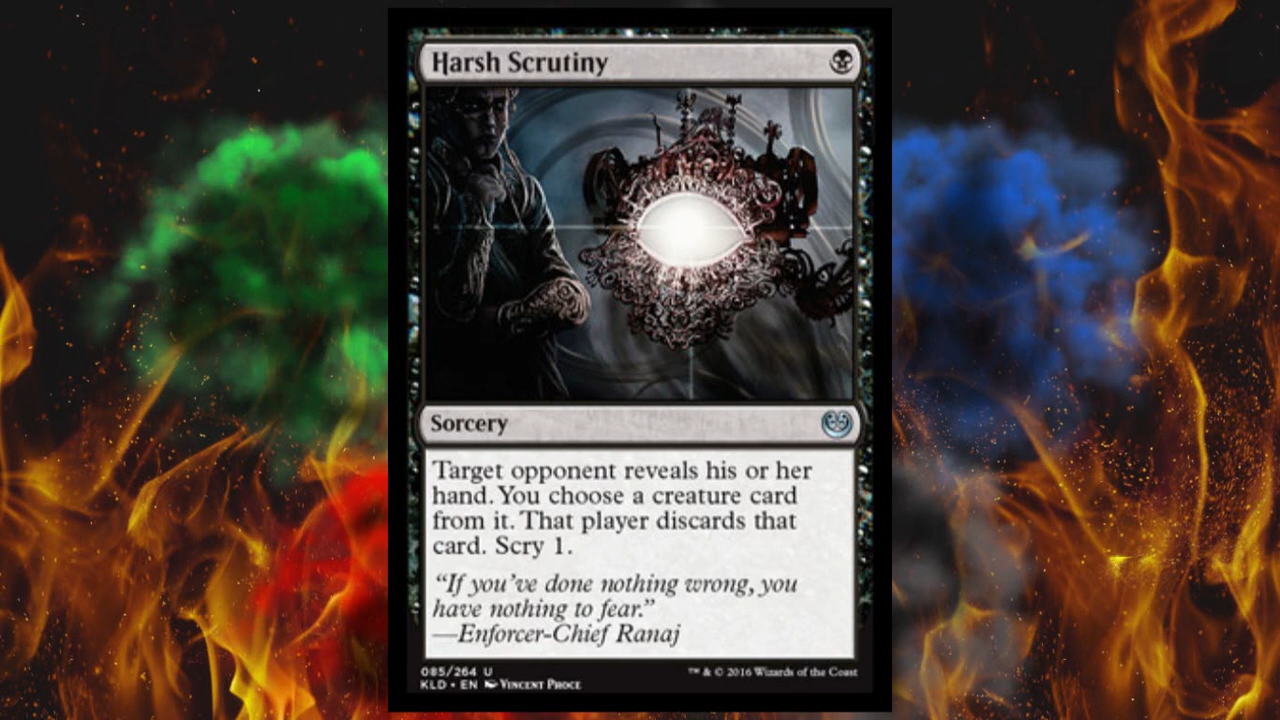 Harsh Scrutiny
Sorcery
Target opponent reveals his or her
hand. You choose a creature card
from it. That player discards that
card. Scry 1.
“If you’ve done nothing wrong, you
have nothing to fear.”
—Enforcer-Chief Ranaj
085/264 U
™ & © 2016 Wizards of the Coast
KLD • EN Vincent Proce